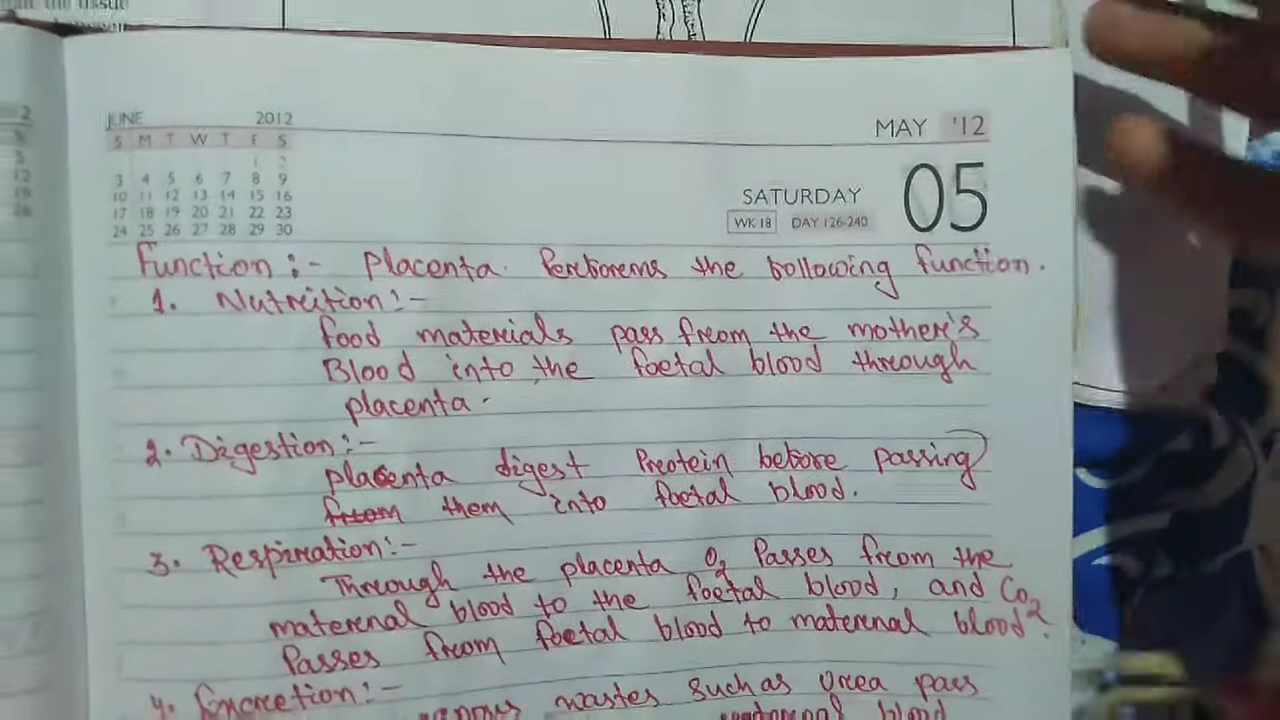 the tissue
JUNE 2012
S M T W T F S
1 2
3 4 5 6 7 8 9
10 11 12 13 14 15 16
17 18 19 20 21 22 23
24 25 26 27 28 29 30
MAY '12
SATURDAY 05
WK 18 DAY 126-240
Function :- Placenta Performs the following function.
1. Nutrition :-
food materials pass from the mother's
Blood into the foetal blood through
placenta.
2. Digestion :-
placenta digest Protein before passing
from them into foetal blood.
3. Respiration :-
Through the placenta O2 Passes from the
maternal blood to the foetal blood, and CO2
Passes from foetal blood to maternal blood.
4. Excretion :-
wastes such as Urea pass
blood